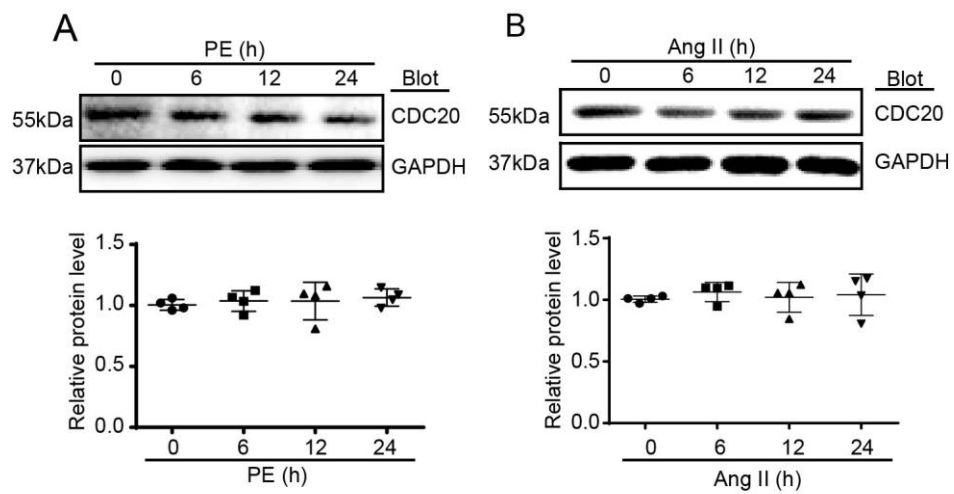 A
PE (h)
0 6 12 24 Blot
55kDa CDC20
37kDa GAPDH
1.5
1.0
0.5
0.0
Relative protein level
0 6 12 24
PE (h)
B
Ang II (h)
0 6 12 24 Blot
55kDa CDC20
37kDa GAPDH
1.5
1.0
0.5
0.0
Relative protein level
0 6 12 24
Ang II (h)